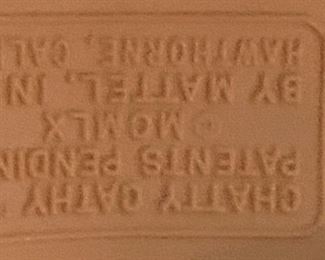 CHATTY CATHY
PATENTS PENDIN
© MCMLX
BY MATTEL, IN
HAWTHORNE, CAL